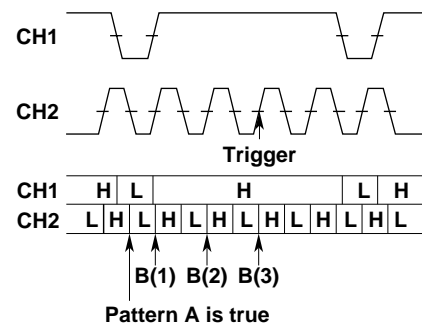 CH1
CH2
Trigger
CH1 H L H L H
CH2 L H L H L H L H L H L H L
B(1) B(2) B(3)
Pattern A is true